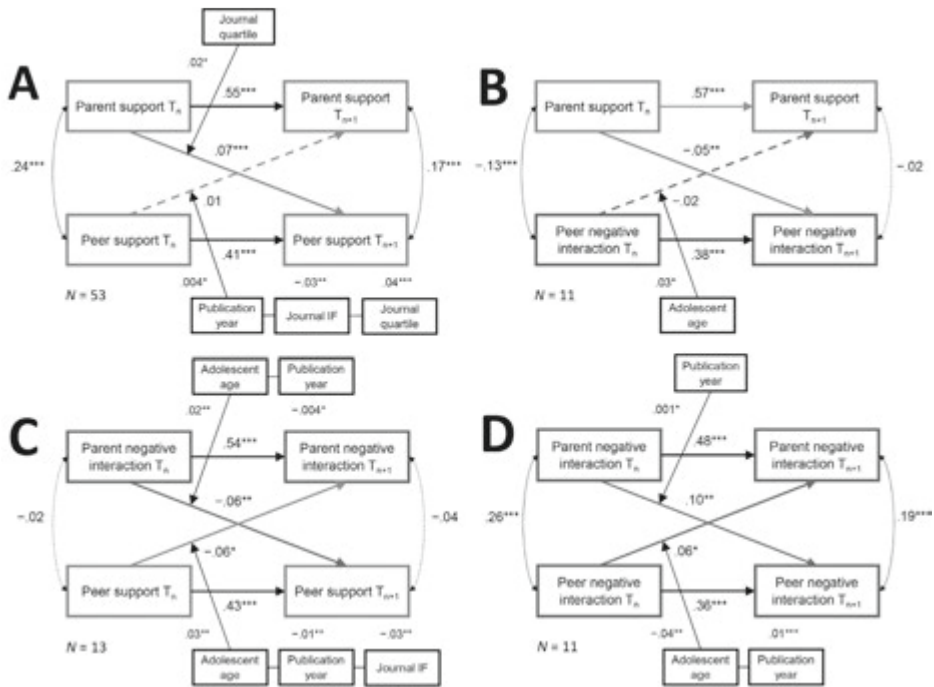 Journal
quartile
A
.02*
Parent support Tn
.55***
Parent support
Tn+1
.24***
.07***
.17***
.01
Peer support Tn
.41***
Peer support Tn+1
.004*
−.03**
.04***
N = 53
Publication
year
Journal IF
Journal
quartile
B
Parent support Tn
.57***
Parent support
Tn+1
−.13***
−.05**
−.02
−.02
Peer negative
interaction Tn
.38***
Peer negative
interaction Tn+1
N = 11
.03*
Adolescent
age
Adolescent
age
Publication
year
C
.02**
−.004*
Parent negative
interaction Tn
.54***
Parent negative
interaction Tn+1
−.02
−.06**
−.04
−.06*
Peer support Tn
.43***
Peer support Tn+1
N = 13
.03**
−.01**
−.03**
Adolescent
age
Publication
year
Journal IF
Publication
year
D
.001*
Parent negative
interaction Tn
.48***
Parent negative
interaction Tn+1
.26***
.10**
.19***
.06*
Peer negative
interaction Tn
.36***
Peer negative
interaction Tn+1
N = 11
−.04**
.01***
Adolescent
age
Publication
year